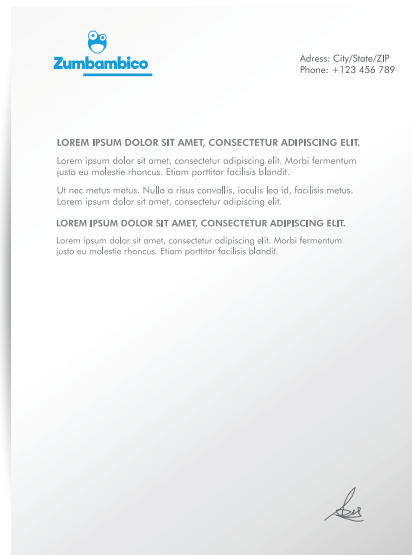 Zumbambico
Adress: City/State/ZIP
Phone: +123 456 789
LOREM IPSUM DOLOR SIT AMET, CONSECTETUR ADIPISCING ELIT.
Lorem ipsum dolor sit amet, consectetur adipiscing elit. Morbi fermentum
justo eu molestie rhoncus. Etiam porttitor facilisis blandit.
Ut nec metus metus. Nulla a risus convallis, iaculis leo id, facilisis metus.
Lorem ipsum dolor sit amet, consectetur adipiscing elit.
LOREM IPSUM DOLOR SIT AMET, CONSECTETUR ADIPISCING ELIT.
Lorem ipsum dolor sit amet, consectetur adipiscing elit. Morbi fermentum
justo eu molestie rhoncus. Etiam porttitor facilisis blandit.